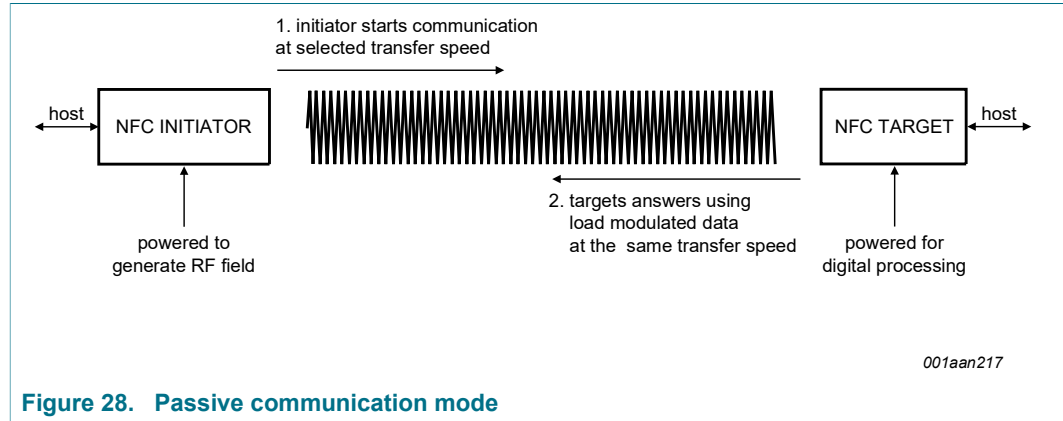 1. initiator starts communication
at selected transfer speed
host
NFC INITIATOR
NFC TARGET
host
2. targets answers using
load modulated data
at the same transfer speed
powered to
generate RF field
powered for
digital processing
001aan217
Figure 28. Passive communication mode